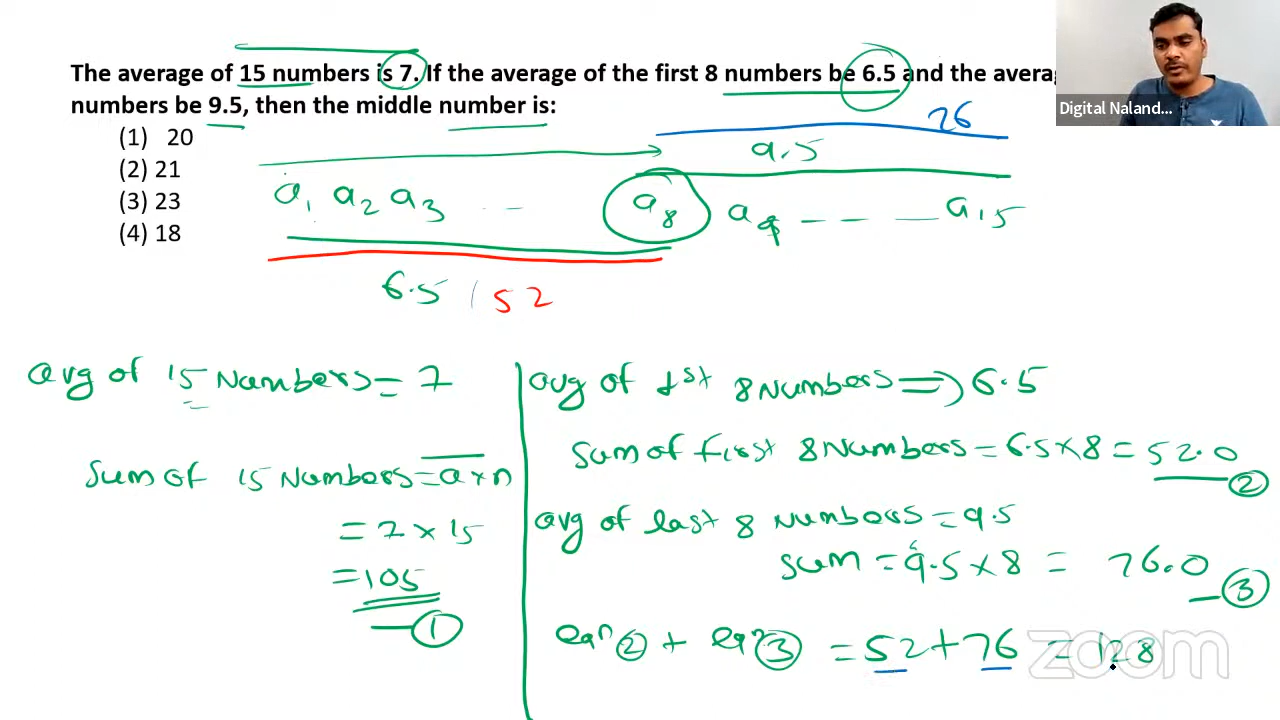 The average of 15 numbers is 7. If the average of the first 8 numbers be 6.5 and the avera
numbers be 9.5, then the middle number is:
(1) 20
(2) 21
(3) 23
(4) 18
Digital Naland...
76
9.5
a1 a2 a3 -- a8 a9 --- a15
6.5 / 52
avg of 15 Numbers = 7
Sum of 15 Numbers = a × n
= 7 × 15
= 105
— 1
avg of 1st 8 Numbers => 6.5
Sum of first 8 Numbers = 6.5 × 8 = 52.0
2
avg of last 8 Numbers = 9.5
Sum = 9.5 × 8 = 76.0
— 3
eqn 2 + eqn 3 = 52 + 76 = 128
zoom